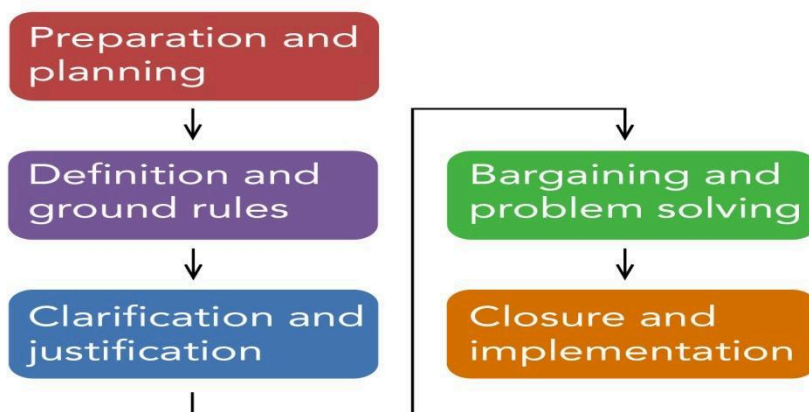 Preparation and
planning
Definition and
ground rules
Clarification and
justification
Bargaining and
problem solving
Closure and
implementation